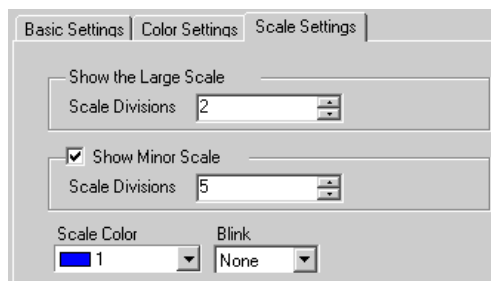 Basic Settings Color Settings Scale Settings
Show the Large Scale
Scale Divisions 2
Show Minor Scale
Scale Divisions 5
Scale Color Blink
1 None